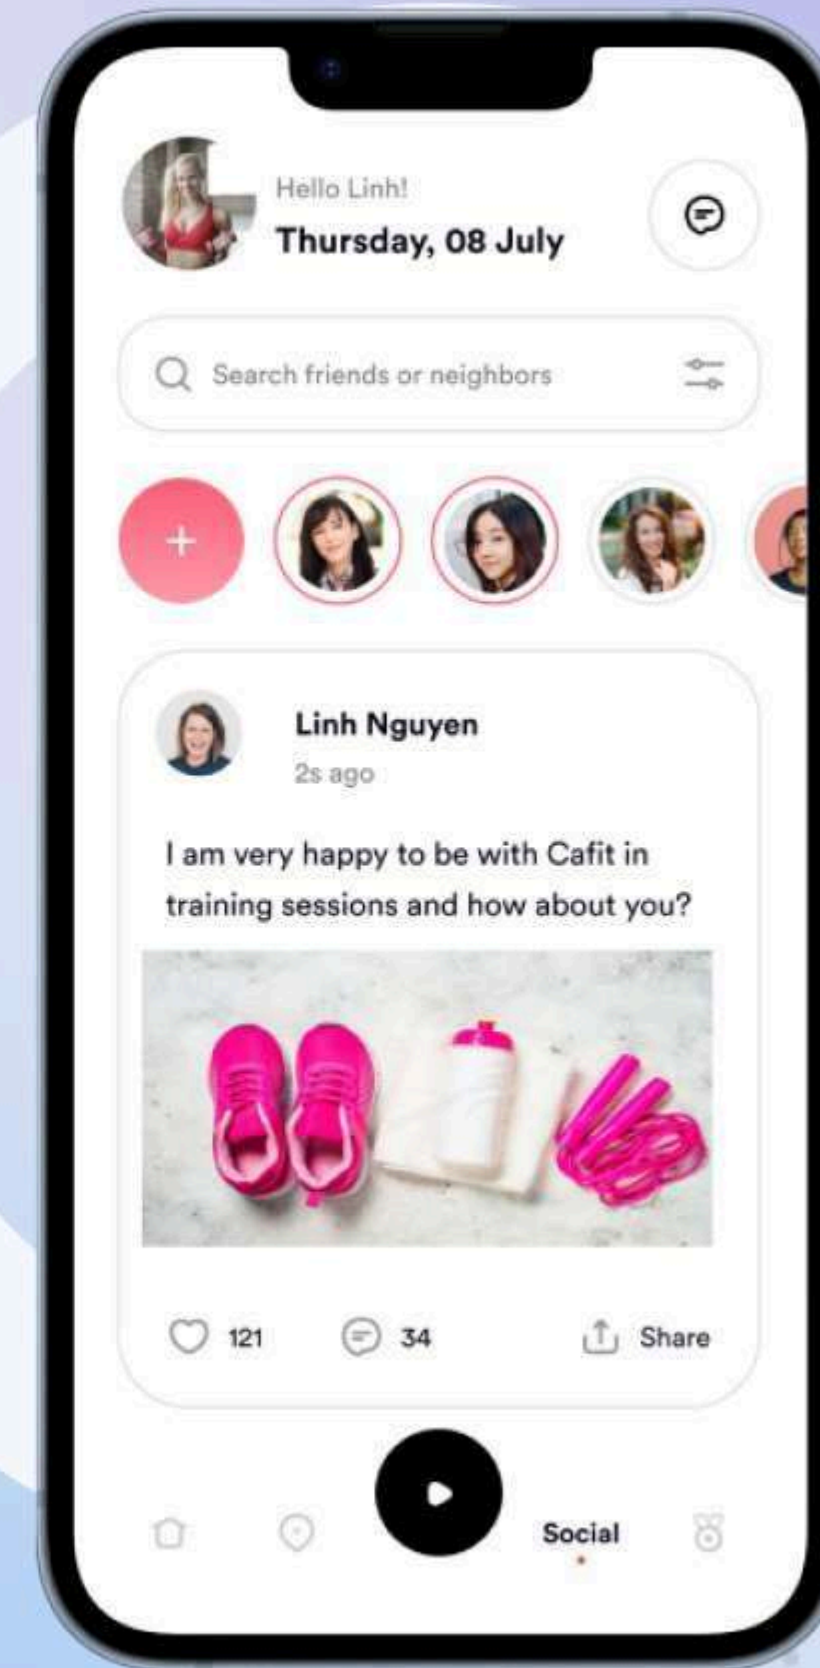 Hello Linh!
Thursday, 08 July
Search friends or neighbors
Linh Nguyen
2s ago
I am very happy to be with Cafit in
training sessions and how about you?
121
34
Share
Social